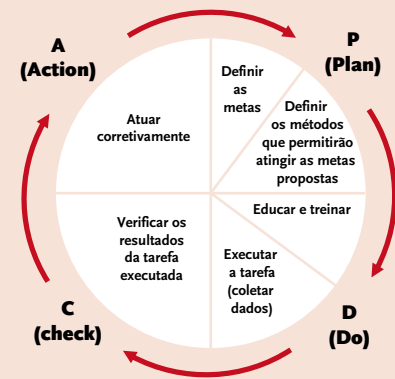 A
(Action)
P
(Plan)
Definir
as
metas
Definir
os métodos
que permitirão
atingir as metas
propostas
Atuar
corretivamente
Educar e treinar
Verificar os
resultados
da tarefa
executada
Executar
a tarefa
(coletar
dados)
C
(check)
D
(Do)